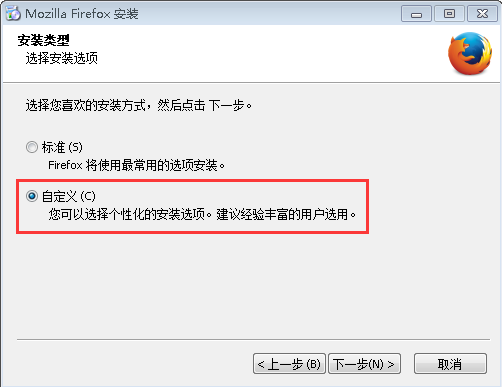 Mozilla Firefox 安装
安装类型
选择安装选项
选择您喜欢的安装方式，然后点击 下一步。
标准(S)
Firefox 将使用最常用的选项安装。
自定义(C)
您可以选择个性化的安装选项。建议经验丰富的用户选用。
< 上一步(B) 下一步(N) > 取消